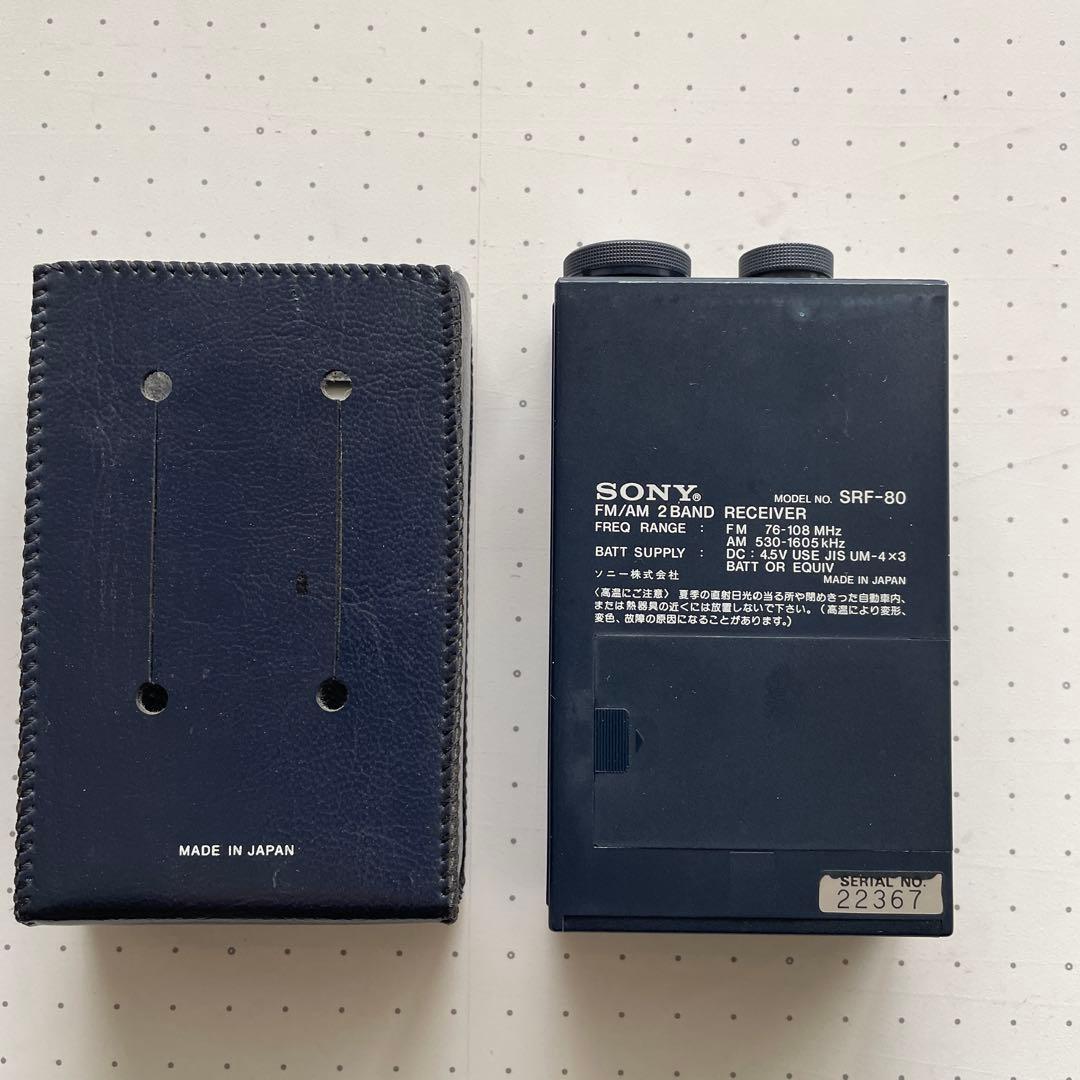 MADE IN JAPAN
SONY® MODEL NO. SRF-80
FM/AM 2 BAND RECEIVER
FREQ RANGE : FM 76-108 MHz
AM 530-1605 kHz
BATT SUPPLY : DC : 4.5V USE JIS UM-4×3
BATT OR EQUIV
ソニー株式会社 MADE IN JAPAN
〈高温にご注意〉 夏季の直射日光の当る所や閉めきった自動車内、
または熱器具の近くには放置しないで下さい。(高温により変形、
変色、故障の原因になることがあります。)
SERIAL NO.
22367